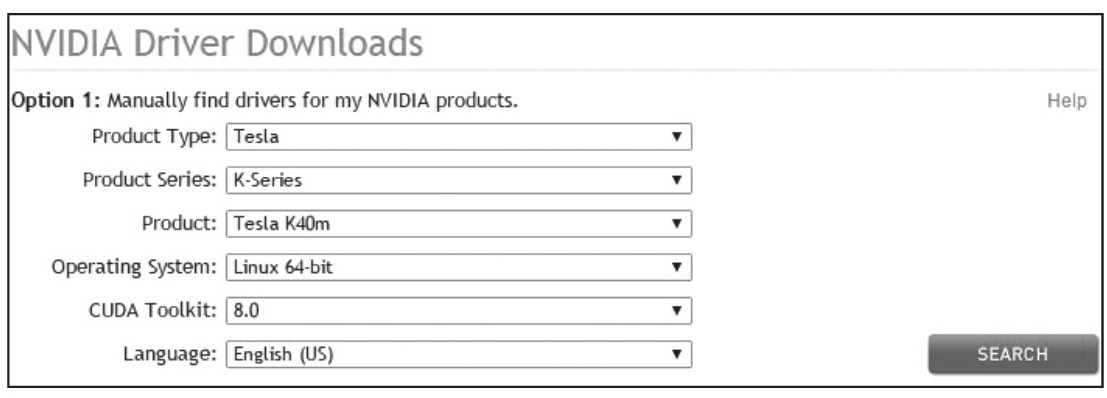 NVIDIA Driver Downloads
Option 1: Manually find drivers for my NVIDIA products. Help
Product Type: Tesla
Product Series: K-Series
Product: Tesla K40m
Operating System: Linux 64-bit
CUDA Toolkit: 8.0
Language: English (US) SEARCH